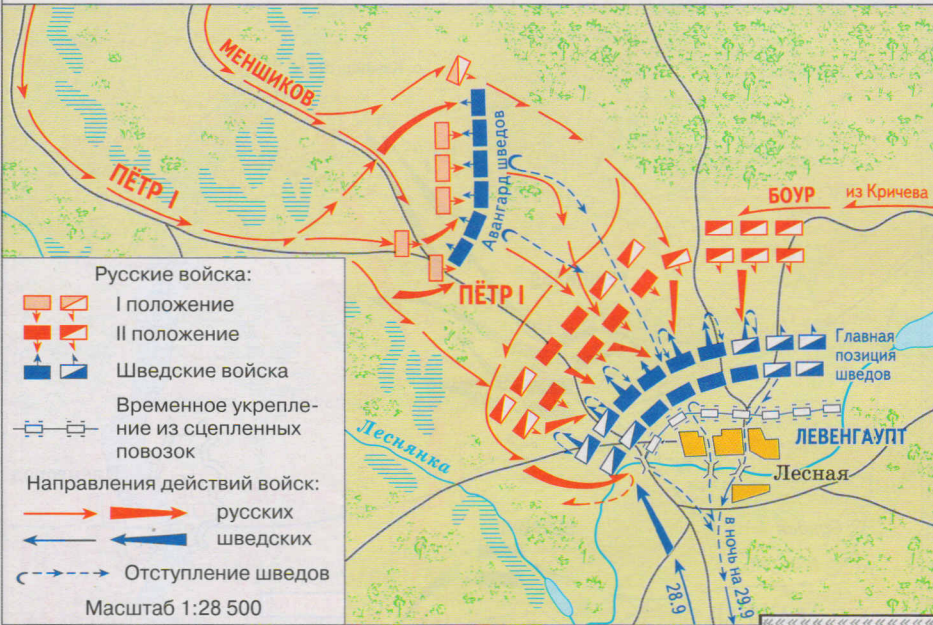 МЕНШИКОВ
ПЁТР I
Авангард шведов
БОУР
из Кричева
ПЁТР I
Главная
позиция
шведов
ЛЕВЕНГАУПТ
Лесная
Леснянка
28.9
в ночь на 29.9
Русские войска:
I положение
II положение
Шведские войска
Временное укрепле-
ние из сцепленных
повозок
Направления действий войск:
русских
шведских
Отступление шведов
Масштаб 1:28 500